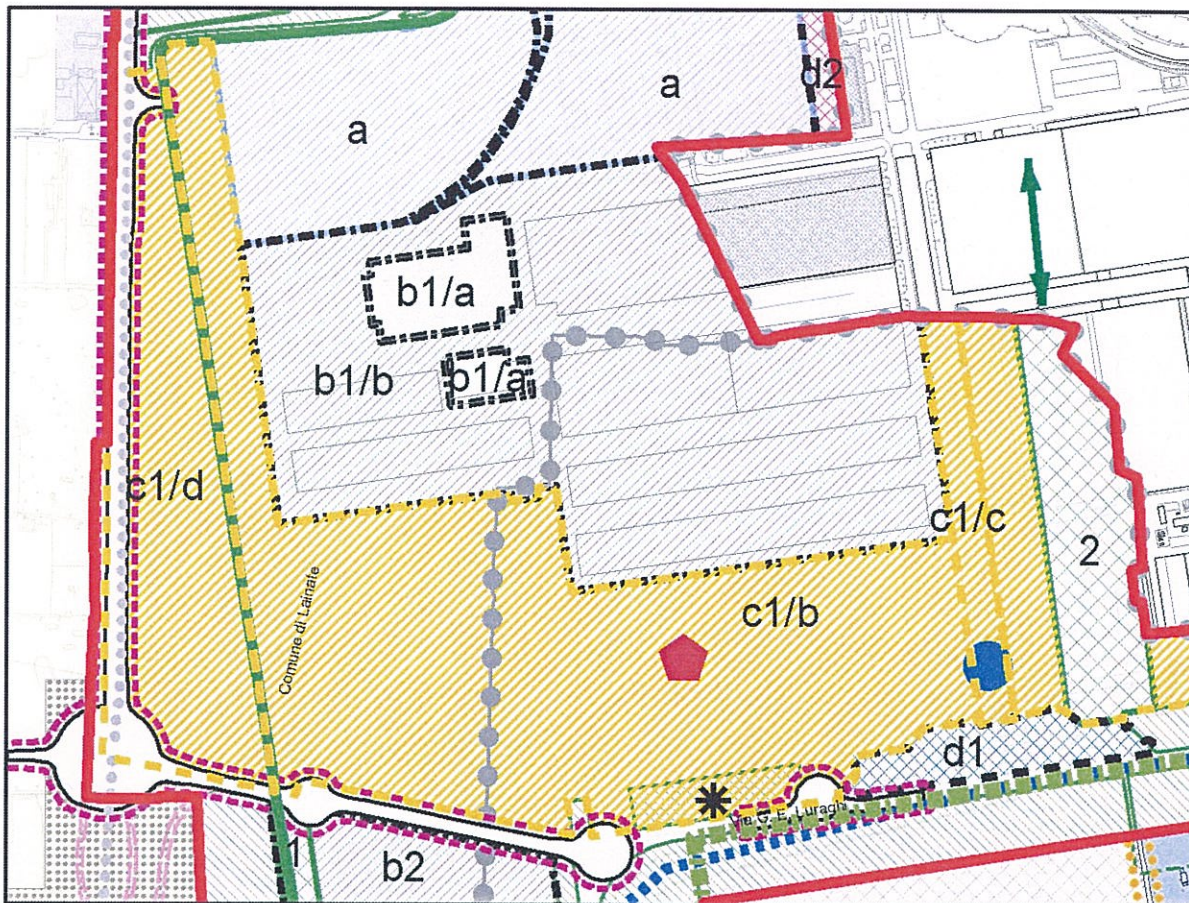 d2
a
a
b1/a
b1/a
b1/b
c1/d
c1/c
2
c1/b
Comune di Lainate
d1
Via G. E. Luraghi
1
b2